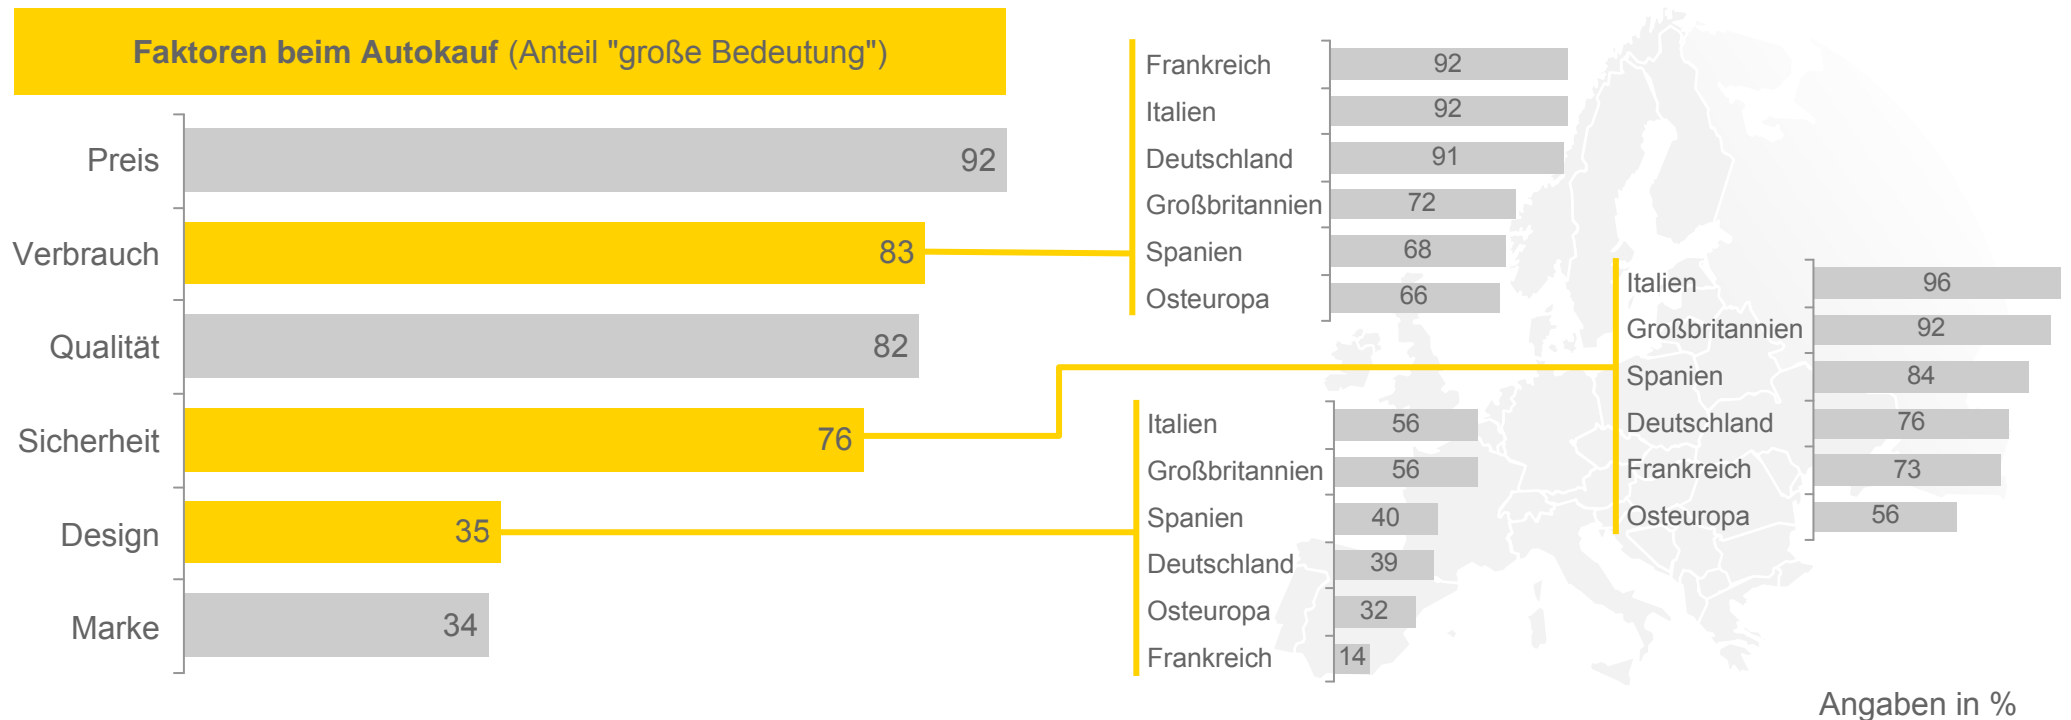 Faktoren beim Autokauf (Anteil "große Bedeutung")
Preis 92
Verbrauch 83
Qualität 82
Sicherheit 76
Design 35
Marke 34
Frankreich 92
Italien 92
Deutschland 91
Großbritannien 72
Spanien 68
Osteuropa 66
Italien 96
Großbritannien 92
Spanien 84
Deutschland 76
Frankreich 73
Osteuropa 56
Italien 56
Großbritannien 56
Spanien 40
Deutschland 39
Osteuropa 32
Frankreich 14
Angaben in %